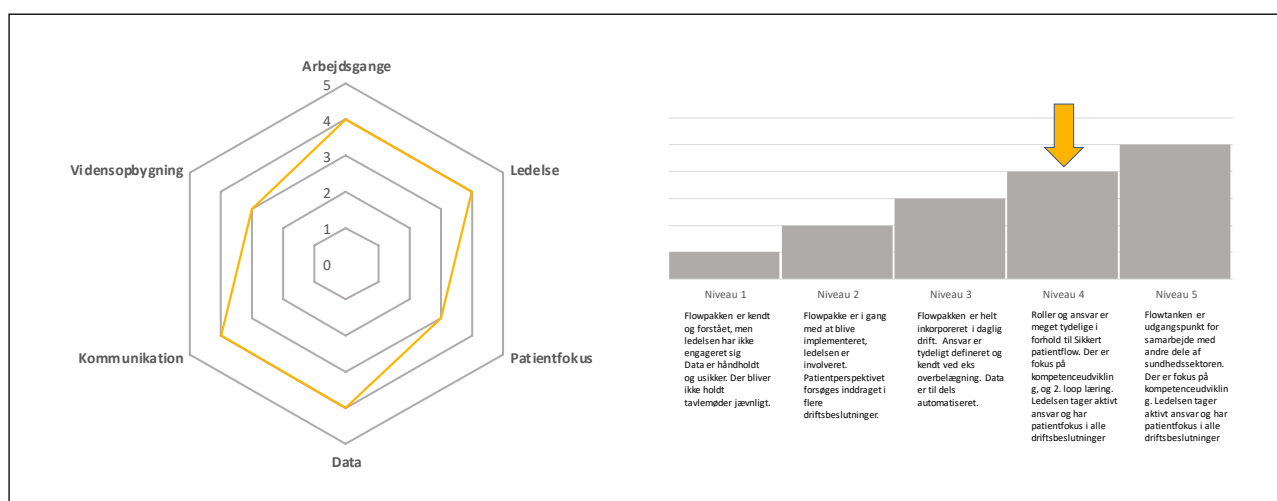 Arbejdsgange
5
4
3
2
1
0
Vidensopbygning
Ledelse
Kommunikation
Patientfokus
Data
Niveau 1
Flowpakken er kendt
og forstået, men
ledelsen har ikke
engageret sig
Data er håndholdt
og usikker. Der bliver
ikke holdt
tavlemøder jævnligt.
Niveau 2
Flowpakke er i gang
med at blive
implementeret,
ledelsen er
involveret.
Patientperspektivet
forsøges inddraget i
flere
driftsbeslutninger.
Niveau 3
Flowpakken er helt
inkorporeret i daglig
drift. Ansvar er
tydeligt defineret og
kendt ved eks
overbelægning. Data
er til dels
automatiseret.
Niveau 4
Roller og ansvar er
meget tydelige i
forhold til Sikkert
patientflow. Der er
fokus på
kompetenceudviklin
g, og 2. loop læring.
Ledelsen tager aktivt
ansvar og har
patientfokus i alle
driftsbeslutninger
Niveau 5
Flowtanken er
udgangspunkt for
samarbejde med
andre dele af
sundhedssektoren.
Der er fokus på
kompetenceudviklin
g. Ledelsen tager
aktivt ansvar og har
patientfokus i alle
driftsbeslutninger